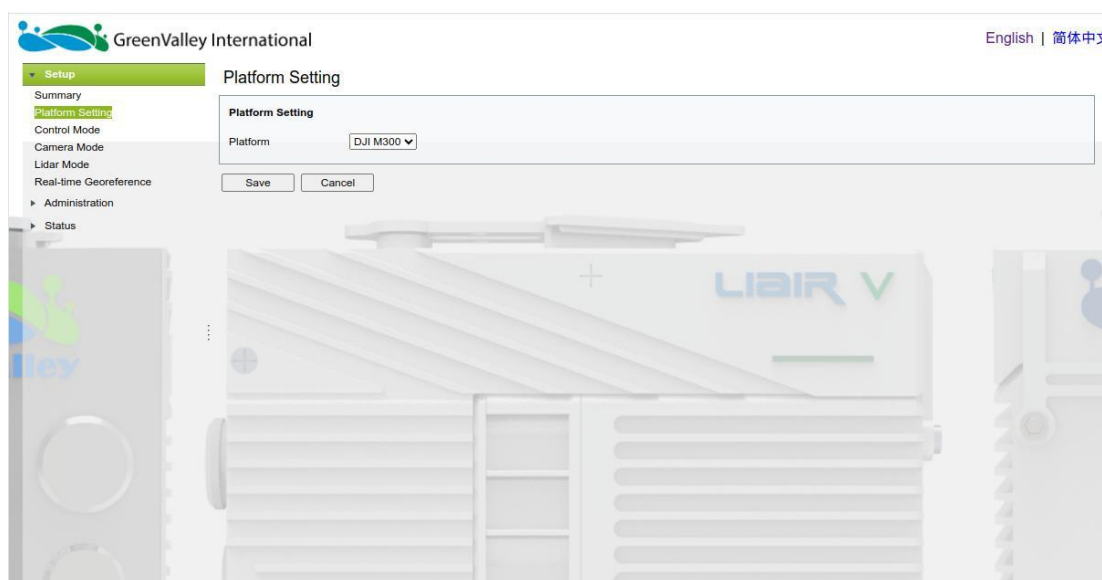 GreenValley International
English | 简体中文
Setup
Summary
Platform Setting
Control Mode
Camera Mode
Lidar Mode
Real-time Georeference
Administration
Status
Platform Setting
Platform Setting
Platform DJI M300
Save Cancel
LIAIR V
lley